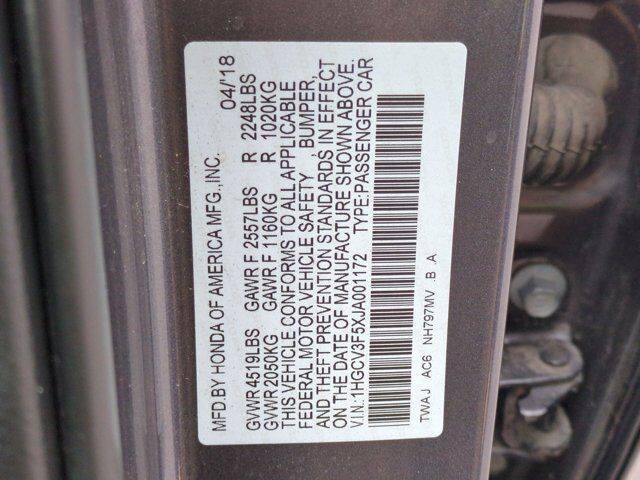 MFD.BY HONDA OF AMERICA MFG.,INC. 04/'18
GVWR 4519LBS GAWR F 2557LBS R 2248LBS
GVWR 2050KG GAWR F 1160KG R 1020KG
THIS VEHICLE CONFORMS TO ALL APPLICABLE
FEDERAL MOTOR VEHICLE SAFETY , BUMPER,
AND THEFT PREVENTION STANDARDS IN EFFECT
ON THE DATE OF MANUFACTURE SHOWN ABOVE.
V.I.N.:1HGCV3F5XJA001172 TYPE:PASSENGER CAR
TWAJ AC6 NH797MV B A